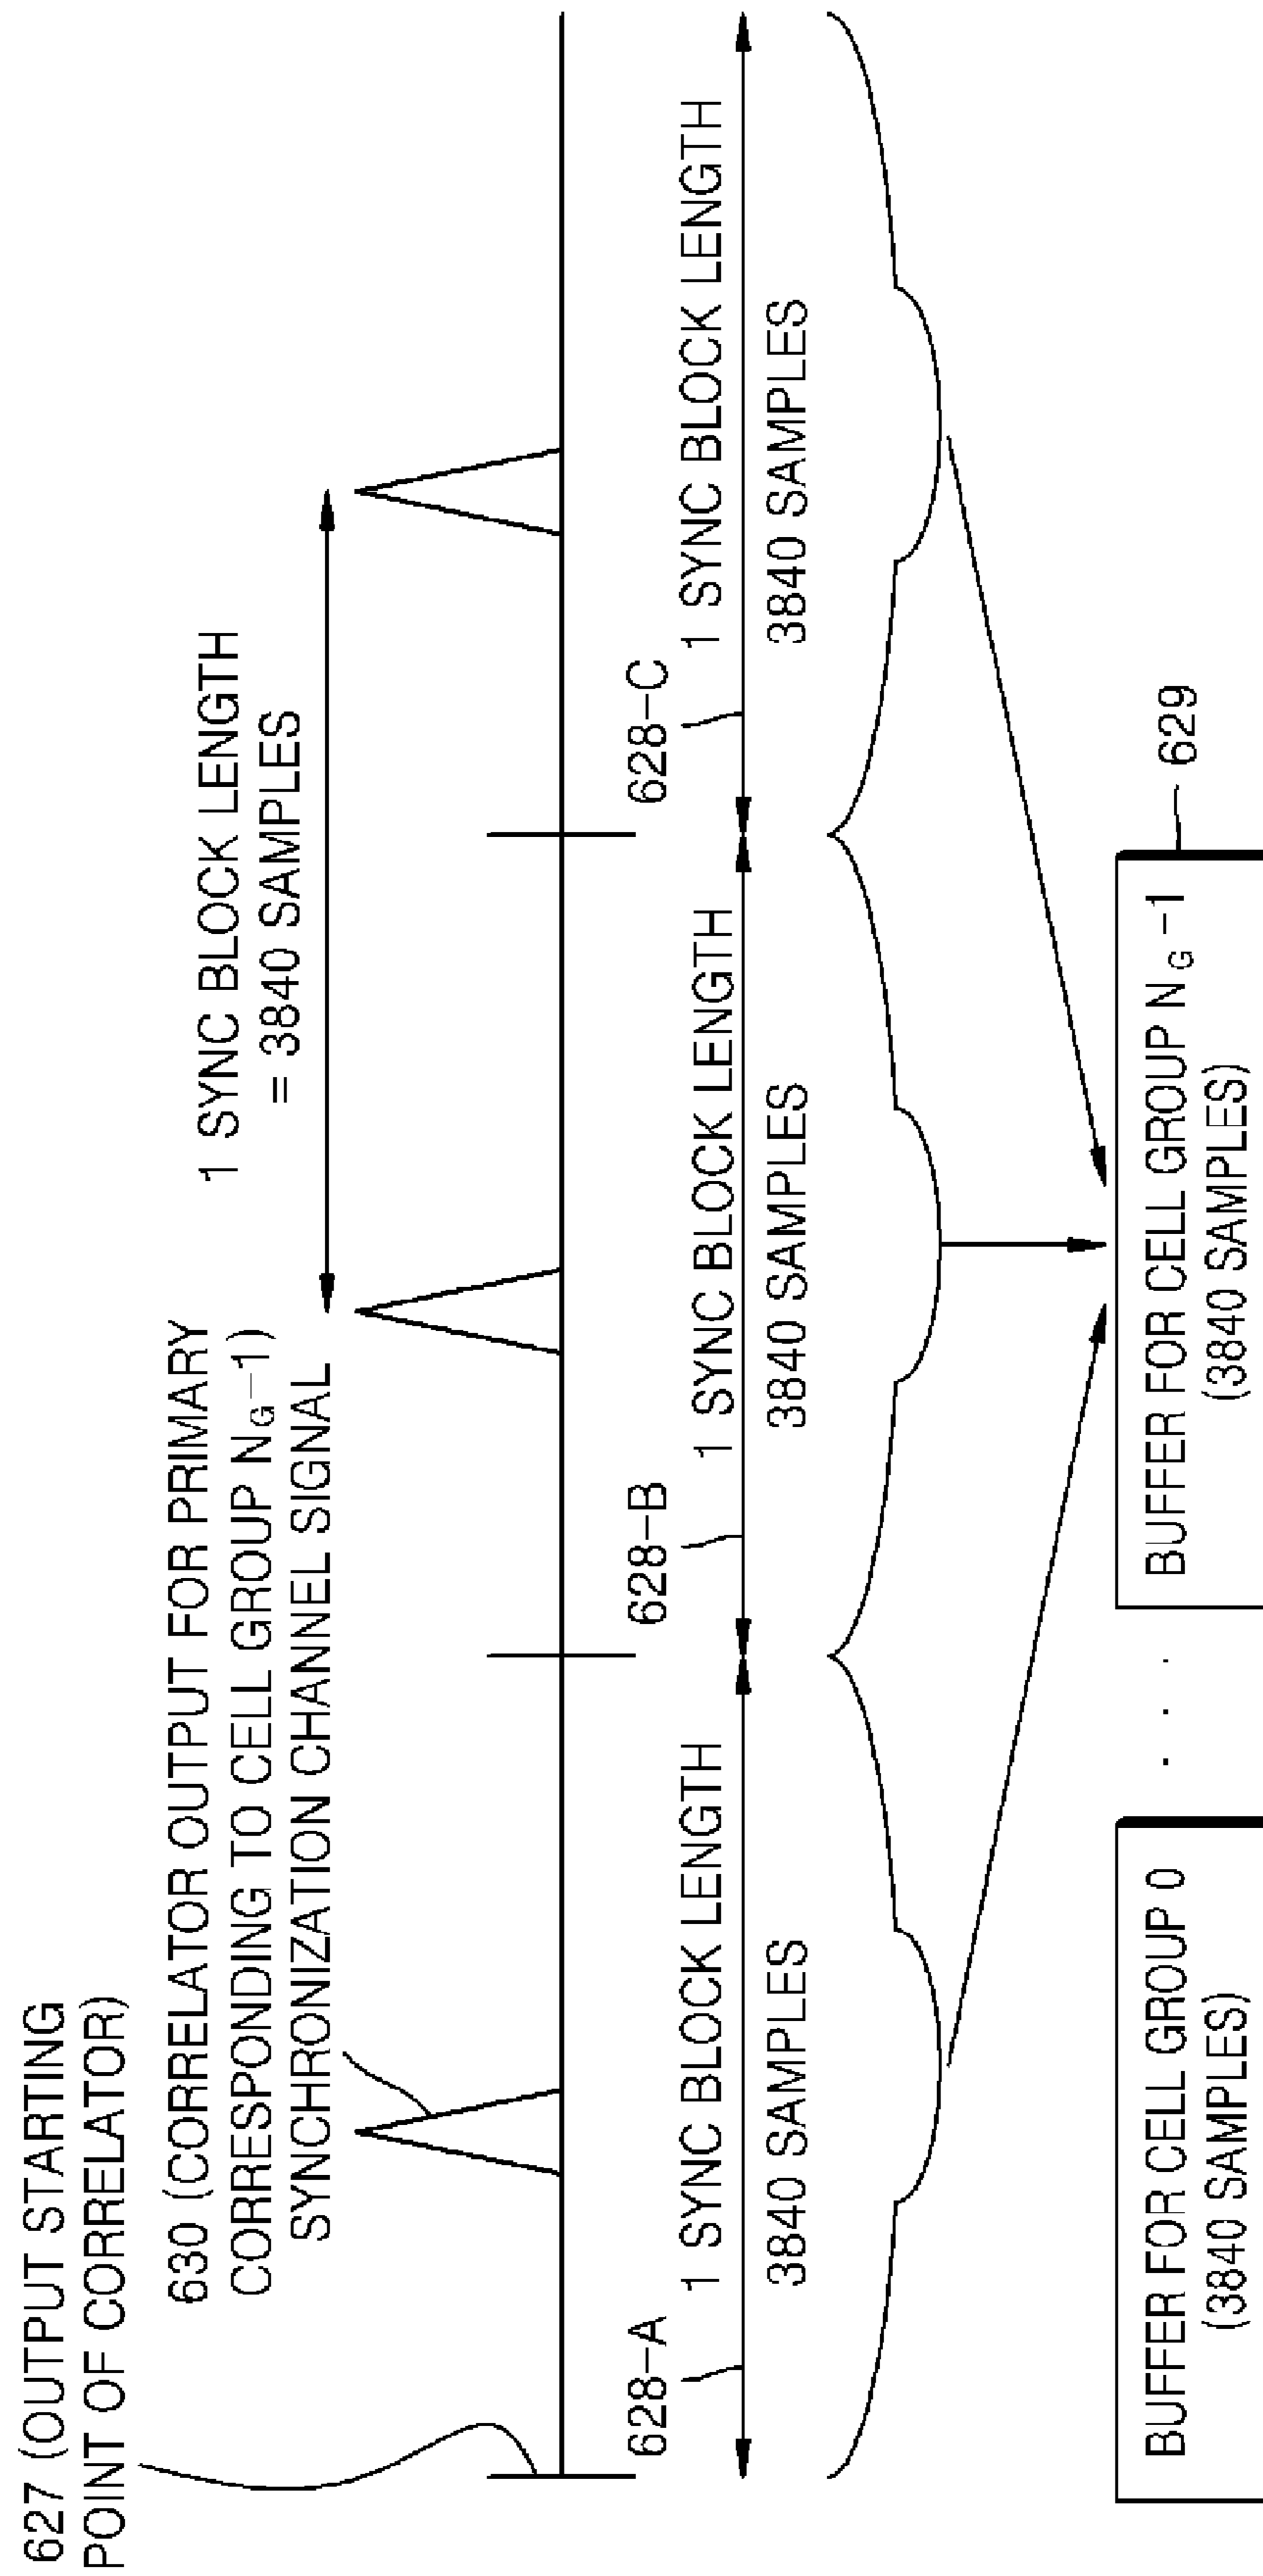 627 (OUTPUT STARTING
POINT OF CORRELATOR)
630 (CORRELATOR OUTPUT FOR PRIMARY
CORRESPONDING TO CELL GROUP NG-1)
SYNCHRONIZATION CHANNEL SIGNAL
1 SYNC BLOCK LENGTH
= 3840 SAMPLES
628-A
1 SYNC BLOCK LENGTH
3840 SAMPLES
628-B
1 SYNC BLOCK LENGTH
3840 SAMPLES
628-C
1 SYNC BLOCK LENGTH
3840 SAMPLES
BUFFER FOR CELL GROUP 0
(3840 SAMPLES)
. . .
BUFFER FOR CELL GROUP NG-1
(3840 SAMPLES)
629